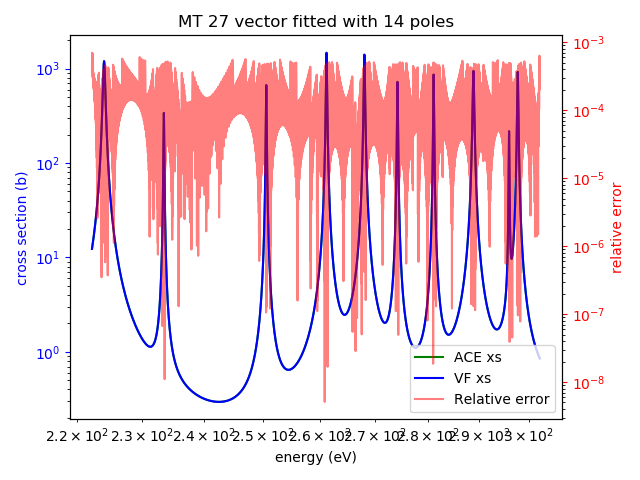 MT 27 vector fitted with 14 poles
cross section (b)
10³
10²
10¹
10⁰
10⁻³
10⁻⁴
10⁻⁵
10⁻⁶
10⁻⁷
10⁻⁸
relative error
ACE xs
VF xs
Relative error
2.2 × 10² 2.3 × 10² 2.4 × 10² 2.5 × 10² 2.6 × 10² 2.7 × 10² 2.8 × 10² 2.9 × 10² 3 × 10²
energy (eV)